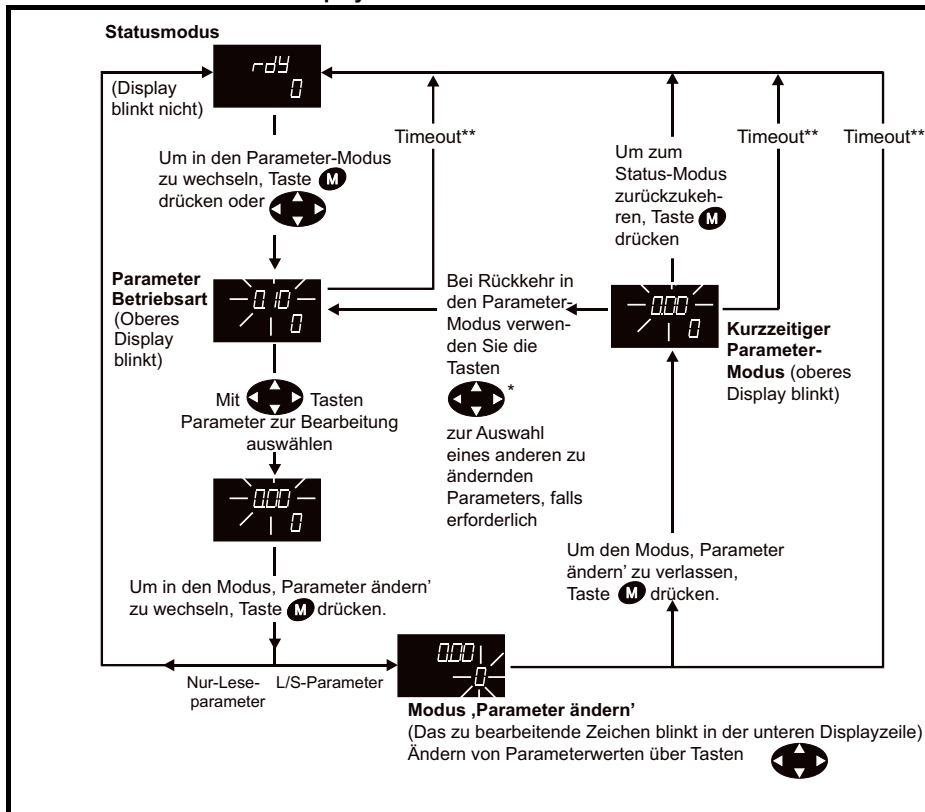 Statusmodus
rdy
0
(Display
blinkt nicht)
Timeout**
Timeout**
Timeout**
Um in den Parameter-Modus
zu wechseln, Taste M
drücken oder
Um zum
Status-Modus
zurückzukeh-
ren, Taste M
drücken
Parameter
Betriebsart
(Oberes
Display
blinkt)
0.10
0
Bei Rückkehr in
den Parameter-
Modus verwen-
den Sie die
Tasten
*
zur Auswahl
eines anderen zu
ändernden
Parameters, falls
erforderlich
0.00
0
Kurzzeitiger
Parameter-
Modus (oberes
Display blinkt)
Mit Tasten
Parameter zur Bearbeitung
auswählen
0.00
0
Um in den Modus, Parameter ändern’
zu wechseln, Taste M drücken.
Um den Modus, Parameter
ändern’ zu verlassen,
Taste M drücken.
Nur-Lese-
parameter
L/S-Parameter
0.00
0
Modus ‚Parameter ändern’
(Das zu bearbeitende Zeichen blinkt in der unteren Displayzeile)
Ändern von Parameterwerten über Tasten